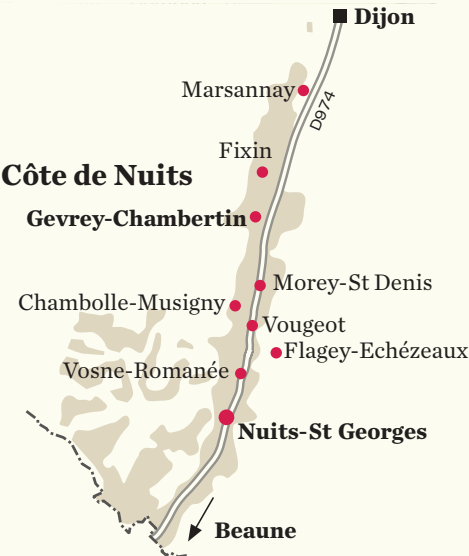 Dijon
Marsannay
D974
Fixin
Côte de Nuits
Gevrey-Chambertin
Morey-St Denis
Chambolle-Musigny
Vougeot
Flagey-Echézeaux
Vosne-Romanée
Nuits-St Georges
Beaune